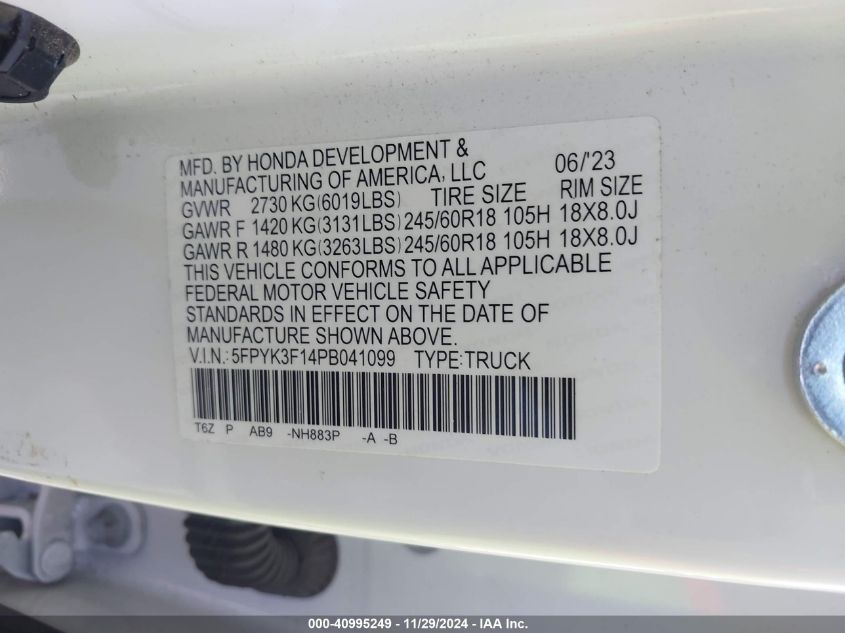 MFD. BY HONDA DEVELOPMENT & 06/'23
MANUFACTURING OF AMERICA, LLC
GVWR 2730 KG(6019LBS) TIRE SIZE RIM SIZE
GAWR F 1420 KG(3131LBS) 245/60R18 105H 18X8.0J
GAWR R 1480 KG(3263LBS) 245/60R18 105H 18X8.0J
THIS VEHICLE CONFORMS TO ALL APPLICABLE
FEDERAL MOTOR VEHICLE SAFETY
STANDARDS IN EFFECT ON THE DATE OF
MANUFACTURE SHOWN ABOVE.
V.I.N.: 5FPYK3F14PB041099 TYPE:TRUCK
T6Z P AB9 -NH883P -A -B
000-40995249 - 11/29/2024 - IAA Inc.